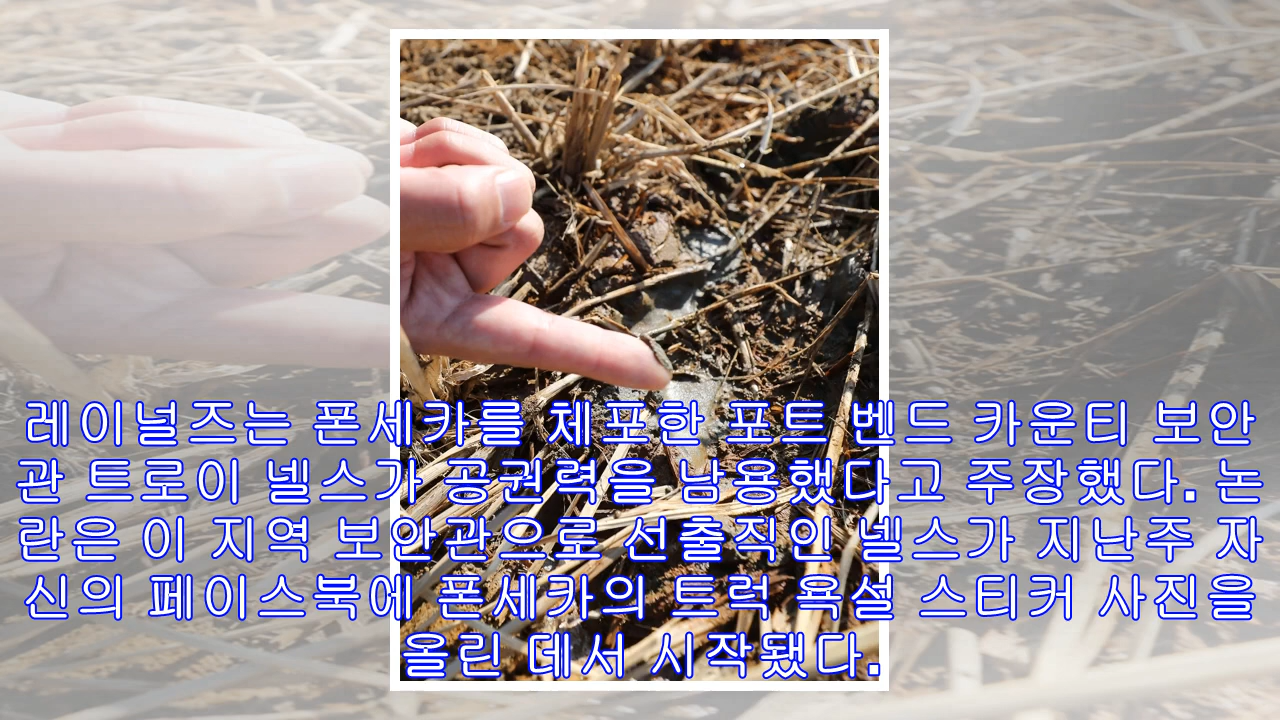 레이널즈는 폰세카를 체포한 포트 벤드 카운티 보안
관 트로이 넬스가 공권력을 남용했다고 주장했다. 논
란은 이 지역 보안관으로 선출직인 넬스가 지난주 자
신의 페이스북에 폰세카의 트럭 욕설 스티커 사진을
올린 데서 시작됐다.